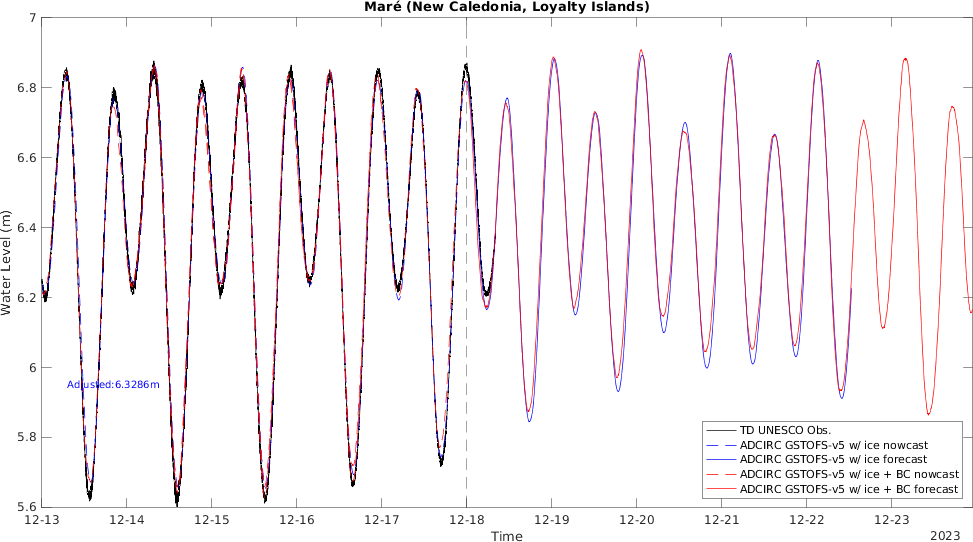 Maré (New Caledonia, Loyalty Islands)
7
6.8
6.6
6.4
6.2
6
5.8
5.6
Water Level (m)
Adjusted:6.3286m
TD UNESCO Obs.
ADCIRC GSTOFS-v5 w/ ice nowcast
ADCIRC GSTOFS-v5 w/ ice forecast
ADCIRC GSTOFS-v5 w/ ice + BC nowcast
ADCIRC GSTOFS-v5 w/ ice + BC forecast
12-13 12-14 12-15 12-16 12-17 12-18 12-19 12-20 12-21 12-22 12-23
Time
2023